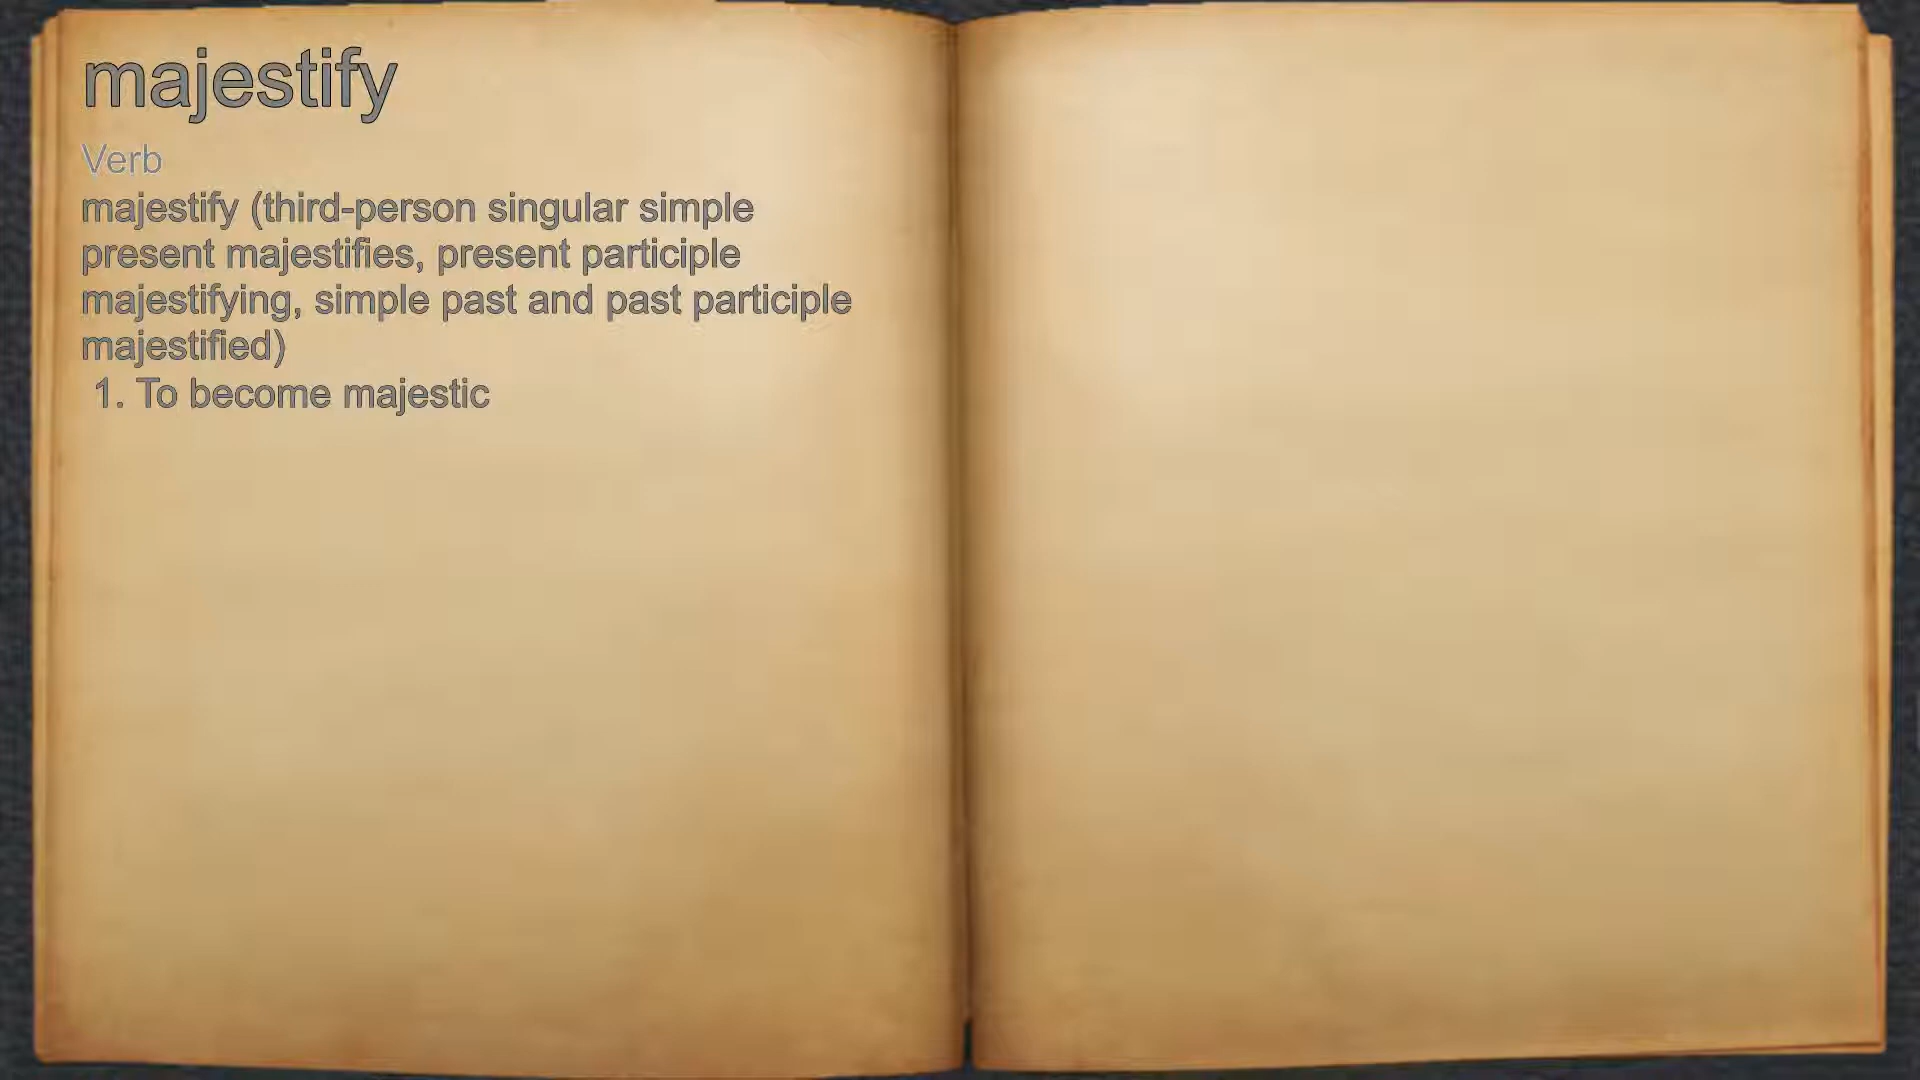 majestify
Verb
majestify (third-person singular simple
present majestifies, present participle
majestifying, simple past and past participle
majestified)
1. To become majestic